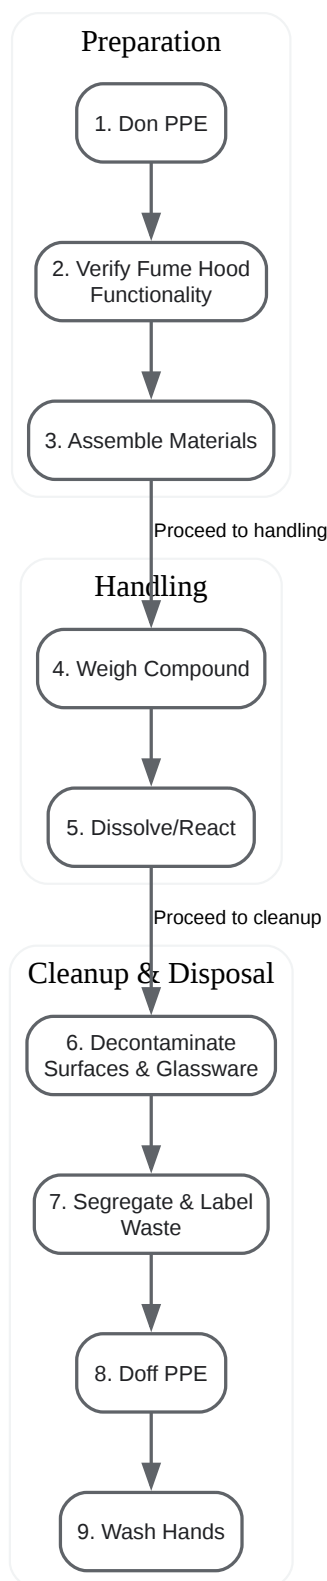 Preparation
1. Don PPE
2. Verify Fume Hood
Functionality
3. Assemble Materials
Proceed to handling
Handling
4. Weigh Compound
5. Dissolve/React
Proceed to cleanup
Cleanup & Disposal
6. Decontaminate
Surfaces & Glassware
7. Segregate & Label
Waste
8. Doff PPE
9. Wash Hands